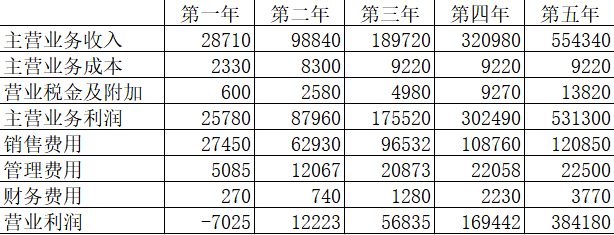 第一年 第二年 第三年 第四年 第五年
主营业务收入 28710 98840 189720 320980 554340
主营业务成本 2330 8300 9220 9220 9220
营业税金及附加 600 2580 4980 9270 13820
主营业务利润 25780 87960 175520 302490 531300
销售费用 27450 62930 96532 108760 120850
管理费用 5085 12067 20873 22058 22500
财务费用 270 740 1280 2230 3770
营业利润 -7025 12223 56835 169442 384180